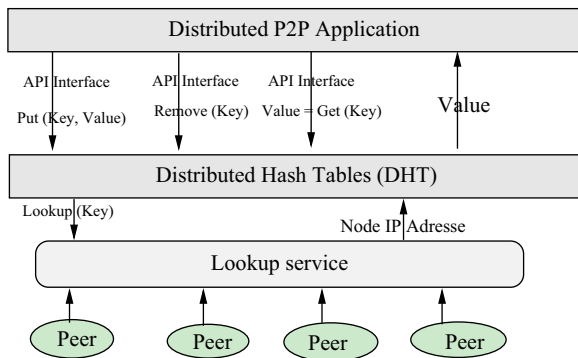 Distributed P2P Application
API Interface
Put (Key, Value)
API Interface
Remove (Key)
API Interface
Value = Get (Key)
Value
Distributed Hash Tables (DHT)
Lookup (Key)
Node IP Adresse
Lookup service
Peer
Peer
Peer
Peer